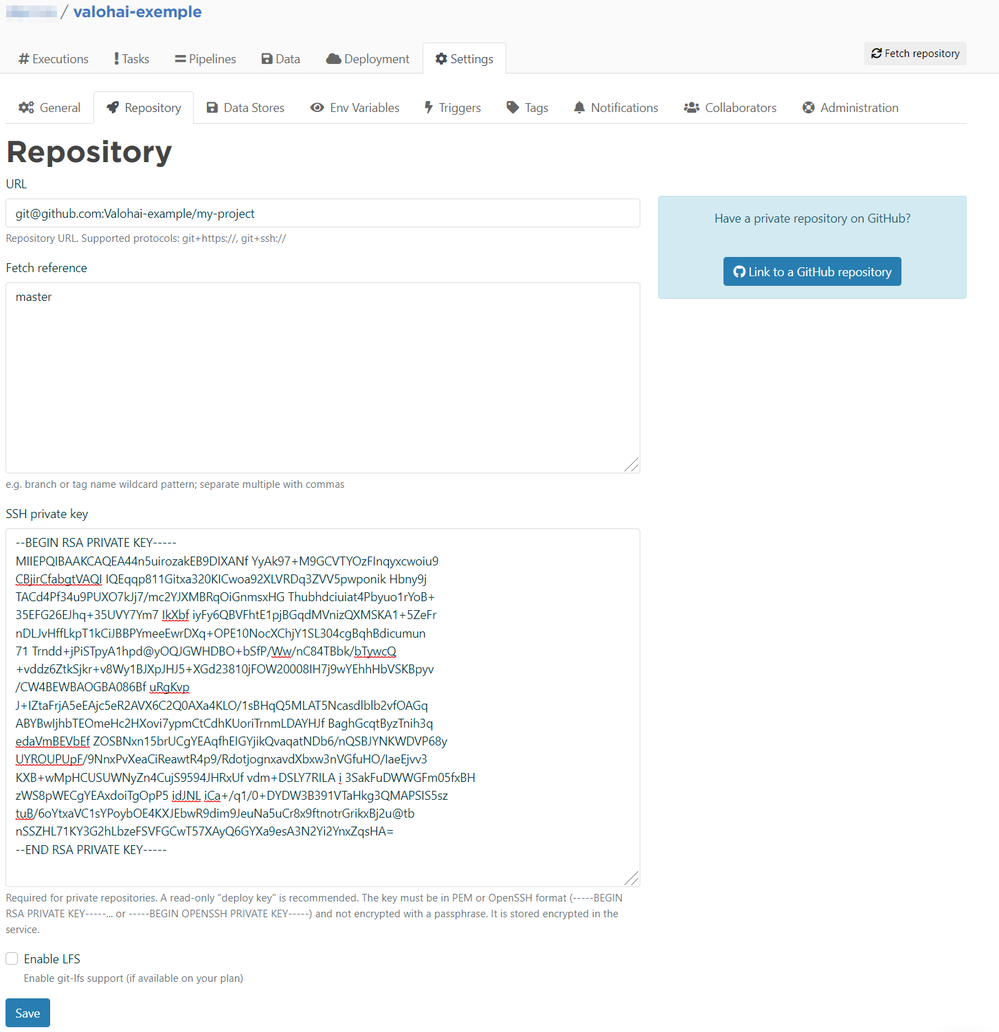 / valohai-exemple
Executions Tasks Pipelines Data Deployment Settings Fetch repository
General Repository Data Stores Env Variables Triggers Tags Notifications Collaborators Administration
Repository
URL
git@github.com:Valohai-example/my-project
Repository URL. Supported protocols: git+https://, git+ssh://
Have a private repository on GitHub?
Link to a GitHub repository
Fetch reference
master
e.g. branch or tag name wildcard pattern; separate multiple with commas
SSH private key
--BEGIN RSA PRIVATE KEY-----
MIIEPQIBAAKCAQEA44n5uirozakEB9DIXANf YyAk97+M9GCVTYOzFInqyxcwoiu9
CBjirCfabgtVAQI IQEqqp811Gitxa320KICwoa92XLVRDq3ZVV5pwponik Hbny9j
TACd4Pf34u9PUXO7kJj7/mc2YJXMBRqOiGnmsxHG Thubhdciuiat4Pbyuo1rYoB+
35EFG26EJhq+35UVY7Ym7 IkXbf iyFy6QBVFhtE1pjBGqdMVnizQXMSKA1+5ZeFr
nDLJvHffLkpT1kCiJBBPYmeeEwrDXq+OPE10NocXChjY1SL304cgBqhBdicumun
71 Trndd+jPiSTpyA1hpd@yOQJGWHDBO+bSfP/Ww/nC84TBbk/bTywcQ
+vddz6ZtkSjkr+v8Wy1BJXpJHJ5+XGd23810jFOW20008IH7j9wYEhhHbVSKBpyv
/CW4BEWBAOGBA086Bf uRgKvp
J+IZtaFrjA5eEAjc5eR2AVX6C2Q0AXa4KLO/1sBHqQ5MLAT5Ncasdlblb2vfOAGq
ABYBwIjhbTEOmeHc2HXovi7ypmCtCdhKUoriTrnmLDAYHJf BaghGcqtByzTnih3q
edaVmBEVbEf ZOSBNxn15brUCgYEAqfhEIGYjikQvaqatNDb6/nQSBJYNKWDVP68y
UYROUPUpF/9NnxPvXeaCiReawtR4p9/RdotjognxavdXbxw3nVGfuHO/IaeEjvv3
KXB+wMpHCUSUWNyZn4CujS9594JHRxUf vdm+DSLY7RILA i 3SakFuDWWGFm05fxBH
zWS8pWECgYEAxdoiTgOpP5 idJNL iCa+/q1/0+DYDW3B391VTaHkg3QMAPSIS5sz
tuB/6oYtxaVC1sYPoybOE4KXJEbwR9dim9JeuNa5uCr8x9ftnotrGrikxBj2u@tb
nSSZHL71KY3G2hLbzeFSVFGCwT57XAyQ6GYXa9esA3N2Yi2YnxZqsHA=
--END RSA PRIVATE KEY-----
Required for private repositories. A read-only "deploy key" is recommended. The key must be in PEM or OpenSSH format (-----BEGIN
RSA PRIVATE KEY-----... or -----BEGIN OPENSSH PRIVATE KEY-----) and not encrypted with a passphrase. It is stored encrypted in the
service.
Enable LFS
Enable git-lfs support (if available on your plan)
Save